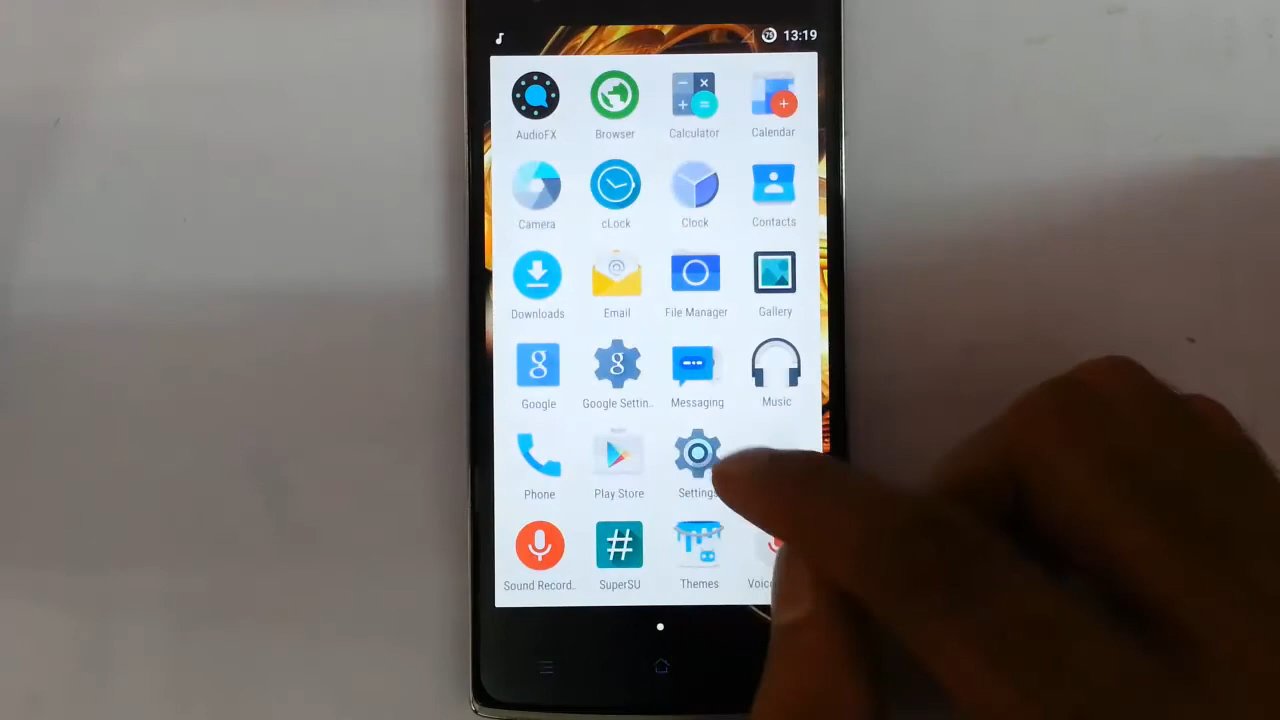 75 13:19
AudioFX Browser Calculator Calendar
Camera cLock Clock Contacts
Downloads Email File Manager Gallery
g g
Google Google Settin.. Messaging Music
Phone Play Store Settings
#
Sound Record.. SuperSU Themes